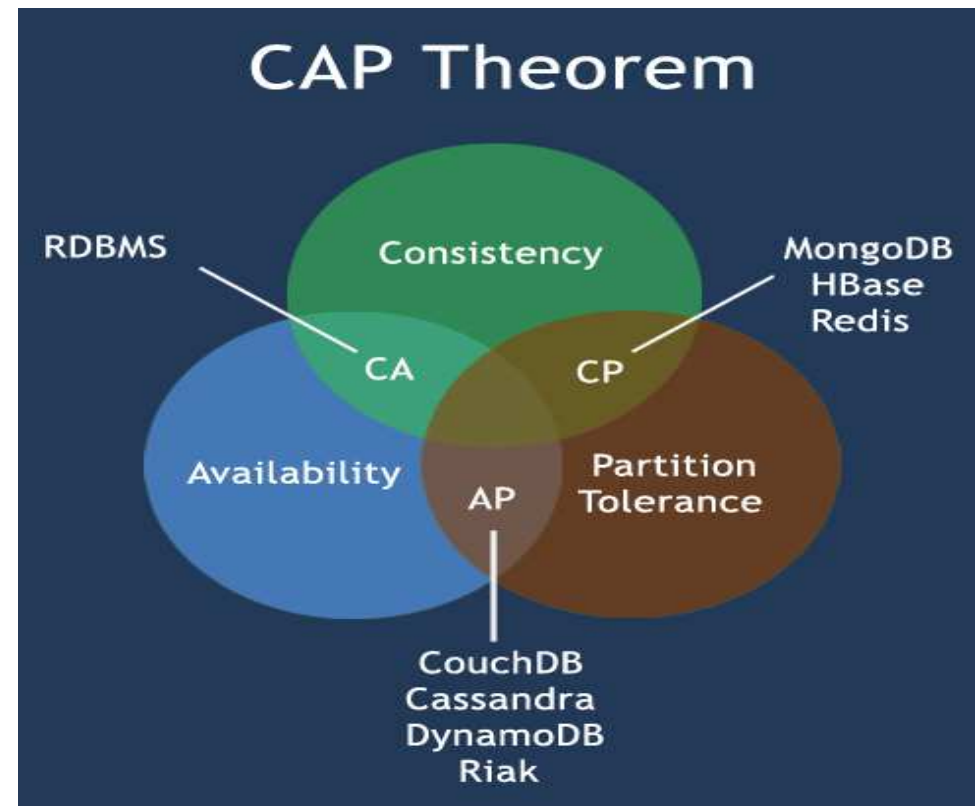 CAP Theorem
Consistency
RDBMS
MongoDB
HBase
Redis
CA
CP
Availability
Partition
Tolerance
AP
CouchDB
Cassandra
DynamoDB
Riak